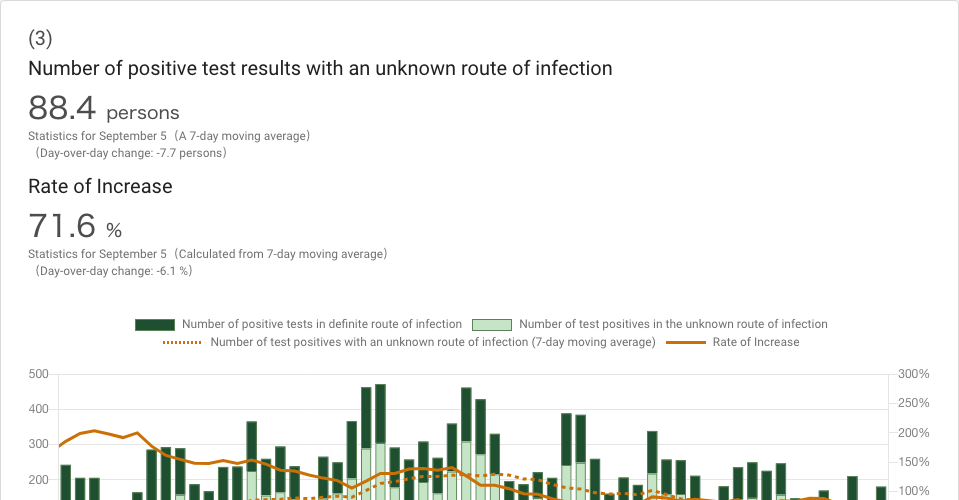 (3)
Number of positive test results with an unknown route of infection
88.4 persons
Statistics for September 5（A 7-day moving average）
（Day-over-day change: -7.7 persons）
Rate of Increase
71.6 %
Statistics for September 5（Calculated from 7-day moving average）
（Day-over-day change: -6.1 %）
Number of positive tests in definite route of infection Number of test positives in the unknown route of infection
Number of test positives with an unknown route of infection (7-day moving average) Rate of Increase
500 300%
250%
400
200%
300
150%
200
100%